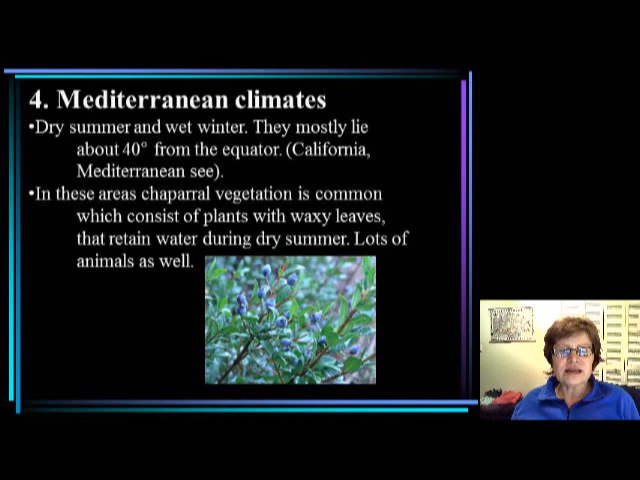 4. Mediterranean climates
•Dry summer and wet winter. They mostly lie
about 40° from the equator. (California,
Mediterranean see).
•In these areas chaparral vegetation is common
which consist of plants with waxy leaves,
that retain water during dry summer. Lots of
animals as well.